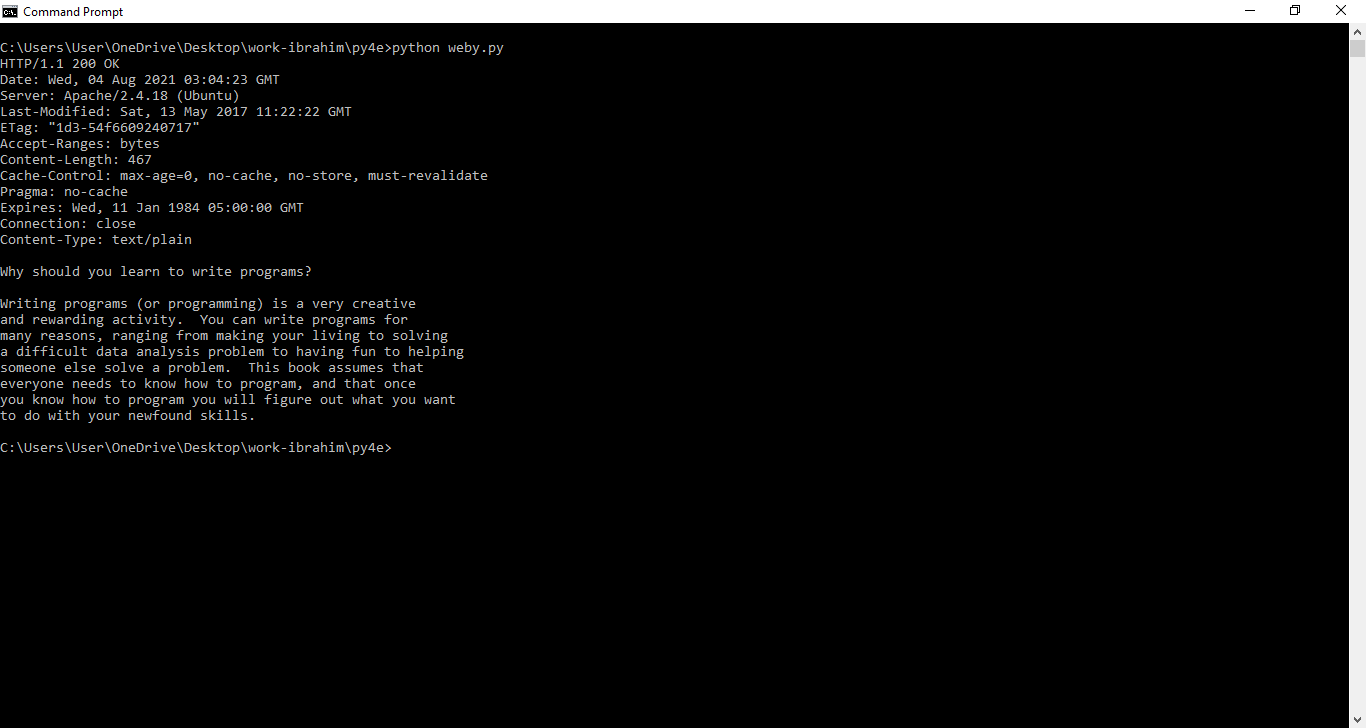 Command Prompt
C:\Users\User\OneDrive\Desktop\work-ibrahim\py4e>python weby.py
HTTP/1.1 200 OK
Date: Wed, 04 Aug 2021 03:04:23 GMT
Server: Apache/2.4.18 (Ubuntu)
Last-Modified: Sat, 13 May 2017 11:22:22 GMT
ETag: "1d3-54f6609240717"
Accept-Ranges: bytes
Content-Length: 467
Cache-Control: max-age=0, no-cache, no-store, must-revalidate
Pragma: no-cache
Expires: Wed, 11 Jan 1984 05:00:00 GMT
Connection: close
Content-Type: text/plain

Why should you learn to write programs?

Writing programs (or programming) is a very creative
and rewarding activity.  You can write programs for
many reasons, ranging from making your living to solving
a difficult data analysis problem to having fun to helping
someone else solve a problem.  This book assumes that
everyone needs to know how to program, and that once
you know how to program you will figure out what you want
to do with your newfound skills.

C:\Users\User\OneDrive\Desktop\work-ibrahim\py4e>